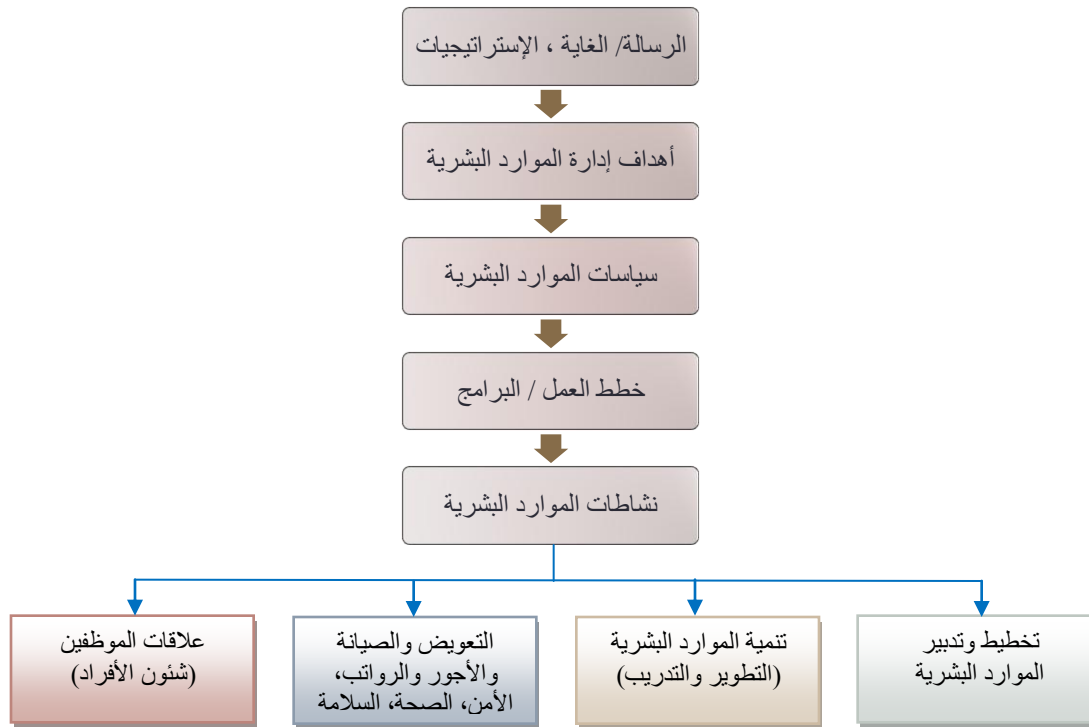 الرسالة/ الغاية ، الإستراتيجيات
أهداف إدارة الموارد البشرية
سياسات الموارد البشرية
خطط العمل / البرامج
نشاطات الموارد البشرية
تخطيط وتدبير
الموارد البشرية
تنمية الموارد البشرية
(التطوير والتدريب)
التعويض والصيانة
والأجور والرواتب،
الأمن، الصحة، السلامة
علاقات الموظفين
(شئون الأفراد)